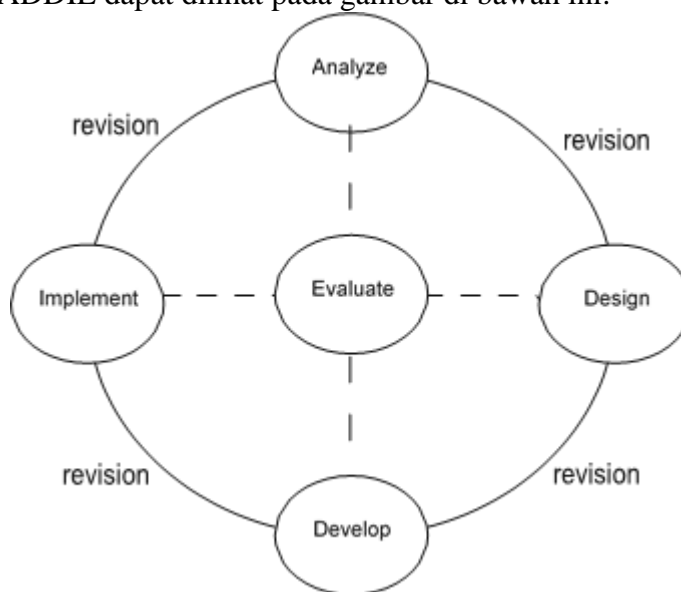 ADDIE dapat dilihat pada gambar di bawah ini:
Analyze
revision
revision
Implement
Evaluate
Design
revision
revision
Develop